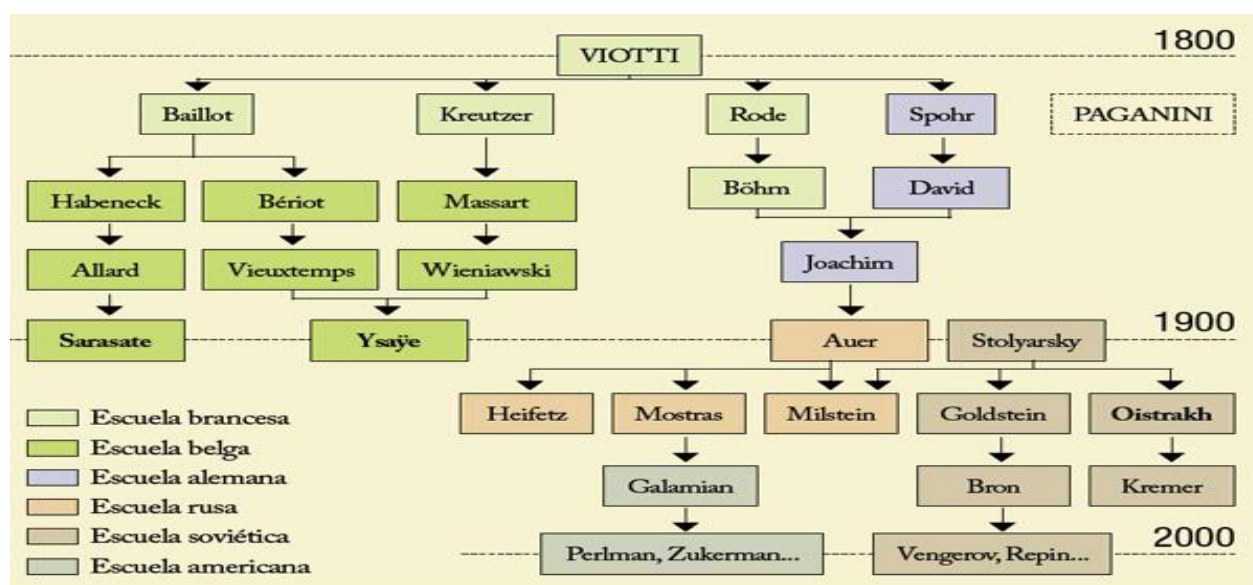 1800
VIOTTI
Baillot
Kreutzer
Rode
Spohr
PAGANINI
Habeneck
Bériot
Massart
Böhm
David
Allard
Vieuxtemps
Wieniawski
Joachim
1900
Sarasate
Ysaÿe
Auer
Stolyarsky
Heifetz
Mostras
Milstein
Goldstein
Oistrakh
Galamian
Bron
Kremer
2000
Perlman, Zukerman...
Vengerov, Repin...
Escuela brancesa
Escuela belga
Escuela alemana
Escuela rusa
Escuela soviética
Escuela americana